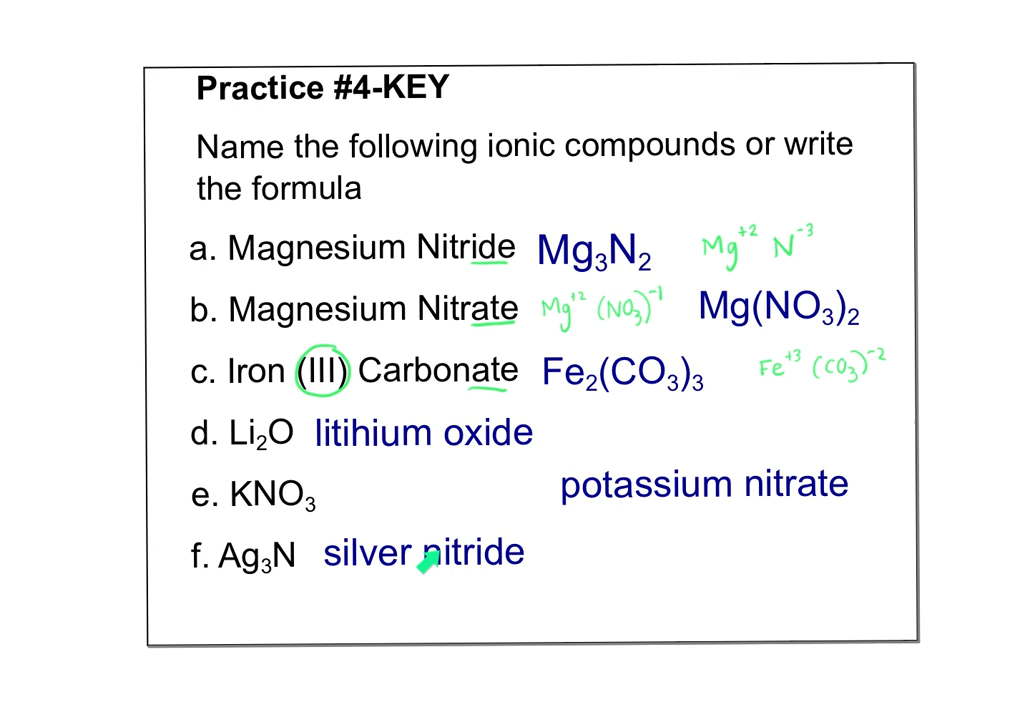 Practice #4-KEY
Name the following ionic compounds or write
the formula
a. Magnesium Nitride Mg₃N₂ Mg⁺² N⁻³
b. Magnesium Nitrate Mg⁺² (NO₃)⁻¹ Mg(NO₃)₂
c. Iron (III) Carbonate Fe₂(CO₃)₃ Fe⁺³ (CO₃)⁻²
d. Li₂O litihium oxide
e. KNO₃ potassium nitrate
f. Ag₃N silver nitride